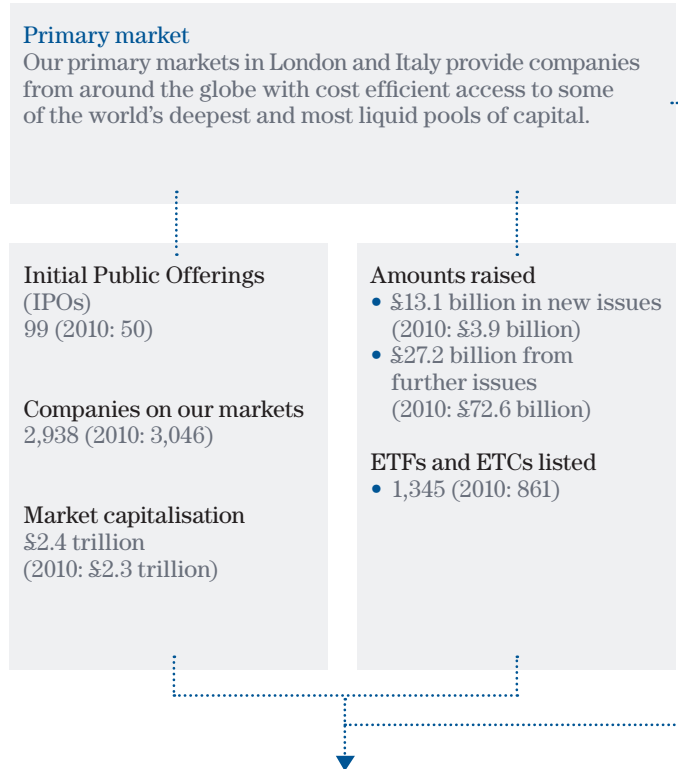 Primary market
Our primary markets in London and Italy provide companies
from around the globe with cost efficient access to some
of the world’s deepest and most liquid pools of capital.
Initial Public Offerings
(IPOs)
99 (2010: 50)
Companies on our markets
2,938 (2010: 3,046)
Market capitalisation
£2.4 trillion
(2010: £2.3 trillion)
Amounts raised
• £13.1 billion in new issues
(2010: £3.9 billion)
• £27.2 billion from
further issues
(2010: £72.6 billion)
ETFs and ETCs listed
• 1,345 (2010: 861)